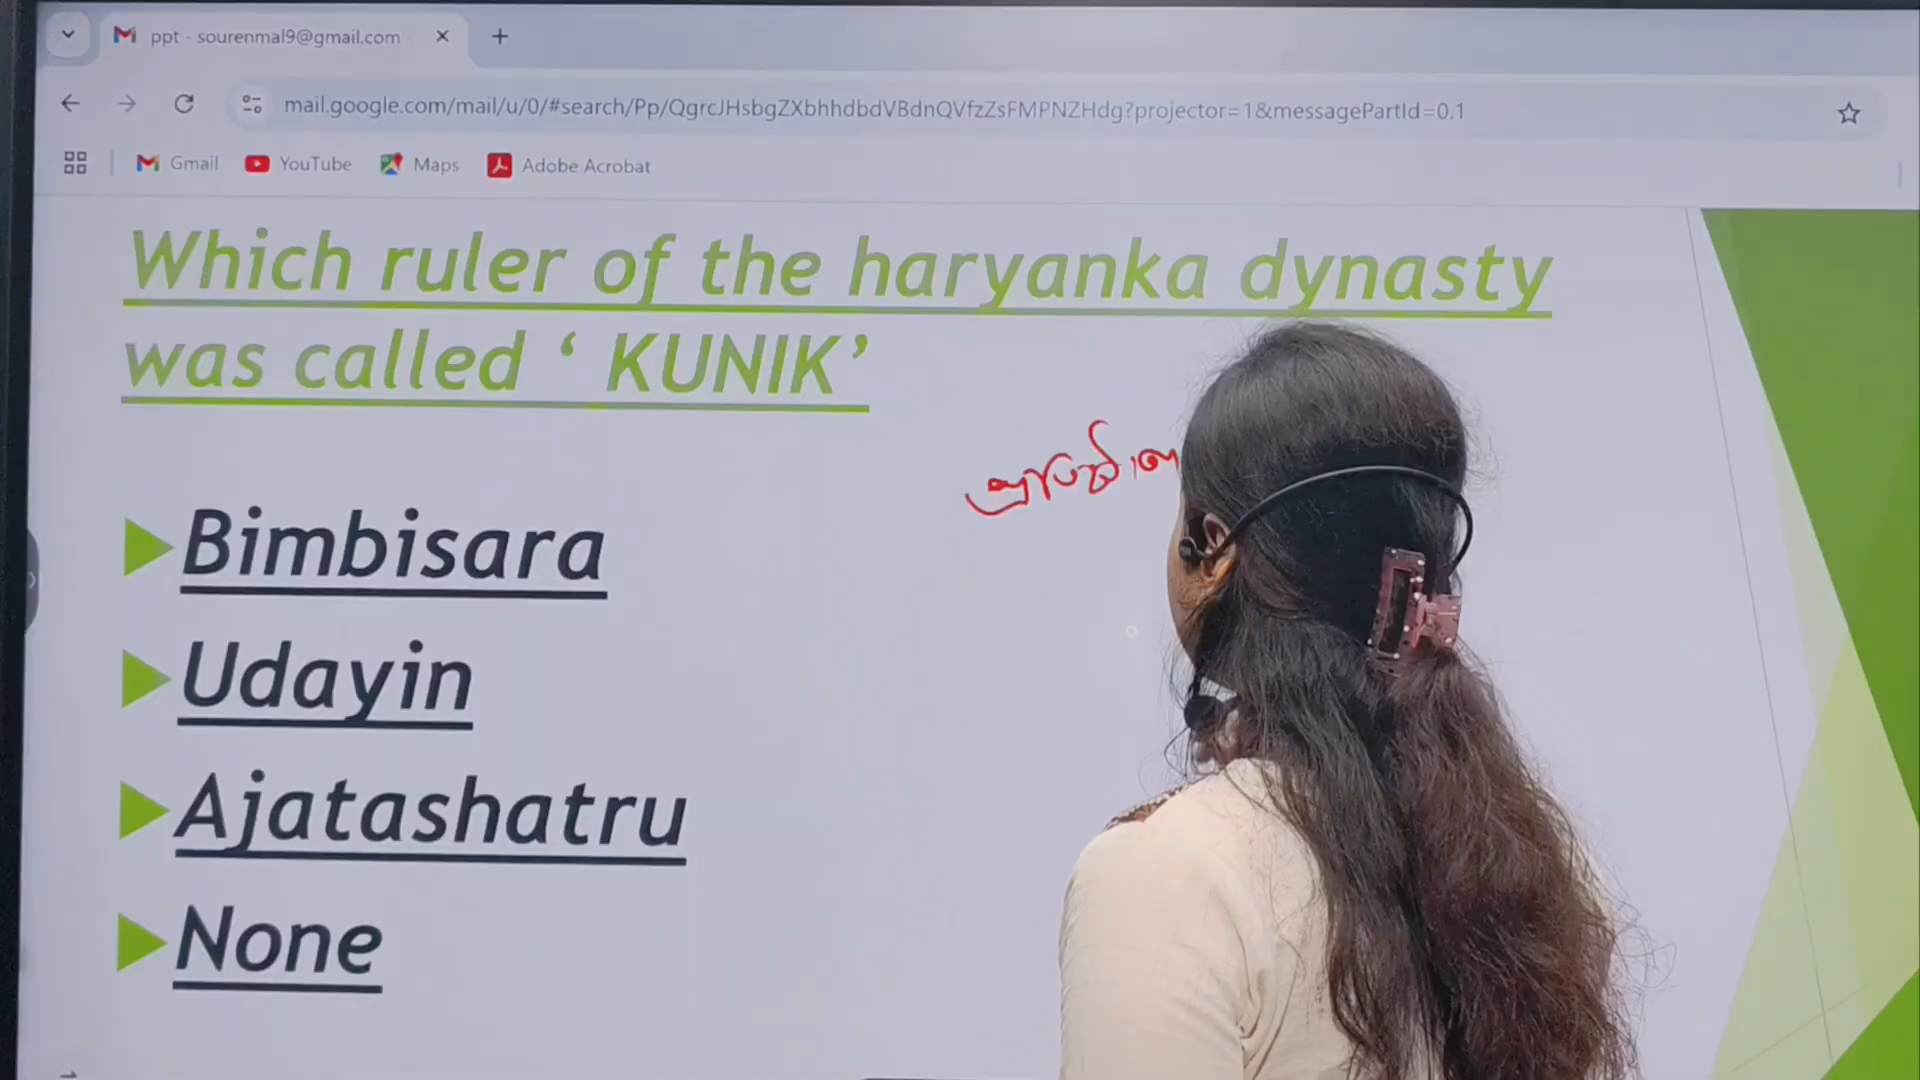 ppt - sourenmal9@gmail.com
mail.google.com/mail/u/0/#search/Pp/QgrcJHsbgZXbhhdbdVBdnQVfzZsFMPNZHdg?projector=1&messagePartId=0.1
Gmail YouTube Maps Adobe Acrobat
Which ruler of the haryanka dynasty
was called ‘ KUNIK’
Bimbisara
Udayin
Ajatashatru
None